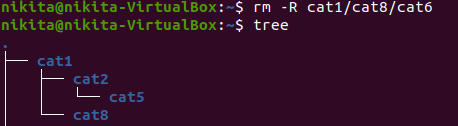 nikita@nikita-VirtualBox:~$ rm -R cat1/cat8/cat6
nikita@nikita-VirtualBox:~$ tree
.
├── cat1
│   ├── cat2
│   │   └── cat5
│   └── cat8